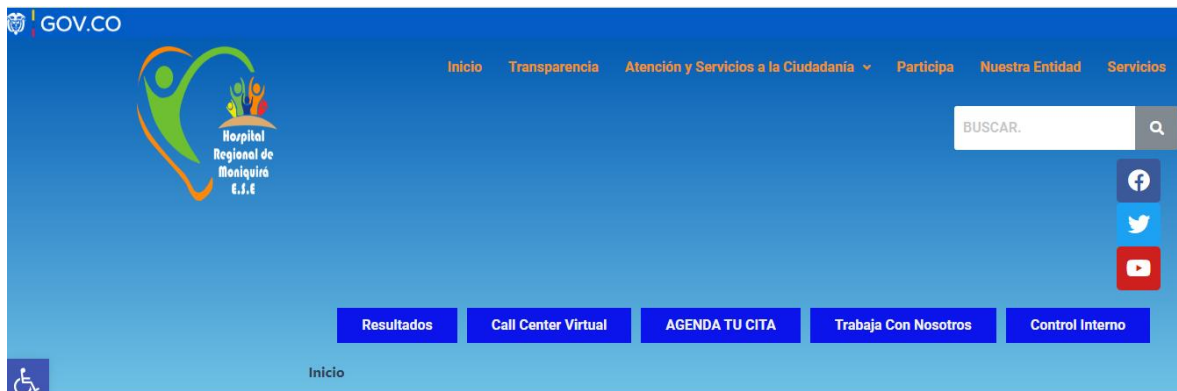 GOV.CO
Inicio Transparencia Atención y Servicios a la Ciudadanía Participa Nuestra Entidad Servicios
BUSCAR.
Hospital
Regional de
Moniquirá
E.S.E
Resultados Call Center Virtual AGENDA TU CITA Trabaja Con Nosotros Control Interno
Inicio